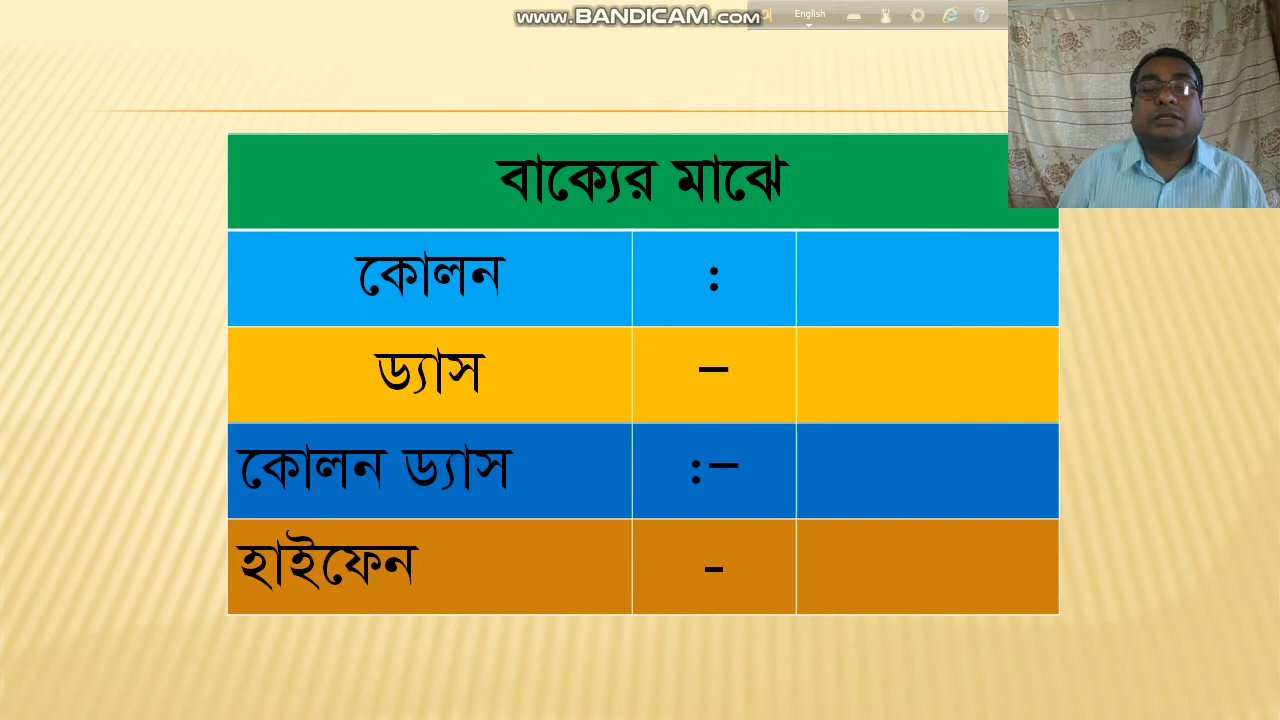 www.BANDICAM.com
English
বাক্যের মাঝে
কোলন :
ড্যাস –
কোলন ড্যাস :–
হাইফেন -